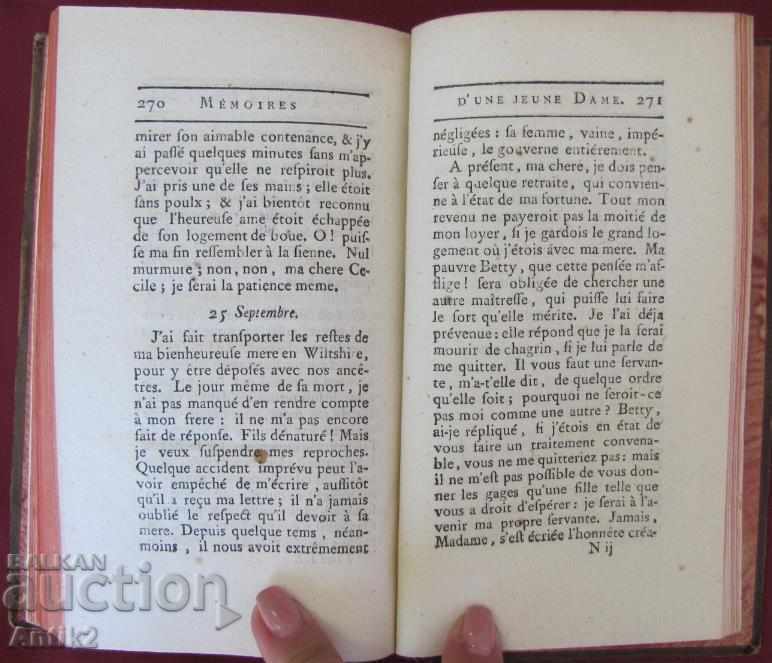 270 MÉMOIRES
mirer ſon aimable contenance, & j'y
ai paſſé quelques minutes ſans m'ap-
percevoir qu'elle ne reſpiroit plus.
J'ai pris une de ſes mains ; elle étoit
ſans poulx ; & j'ai bientôt reconnu
que l'heureuſe ame étoit échappée
de ſon logement de boue. O ! puiſ-
ſe ma fin reſſembler à la ſienne. Nul
murmure ; non, non, ma chere Ce-
cile ; je ſerai la patience meme.
25 Septembre.
J'ai fait tranſporter les reſtes de
ma bienheureuſe mere en Wiltshi e,
pour y être dépoſés avec nos ancê-
tres. Le jour même de ſa mort, je
n'ai pas manqué d'en rendre compte
à mon frere : il ne m'a pas encore
fait de réponſe. Fils dénaturé ! Mais
je veux ſuſpendre mes reproches.
Quelque accident imprévu peut l'a-
voir empêché de m'écrire, auſſitôt
qu'il a reçu ma lettre ; il n'a jamais
oublié le reſpect qu'il devoir à ſa
mere. Depuis quelque tems, néan-
moins, il nous avoit extrêmement
D'UNE JEUNE DAME. 271
négligées : ſa femme, vaine, impé-
rieuſe, le gouverne entiérement.
A préſent, ma chere, je dois pen-
ſer à quelque retraite, qui convien-
ne à l'état de ma fortune. Tout mon
revenu ne payeroit pas la moitié de
mon loyer, ſi je gardois le grand lo-
gement où j'étois avec ma mere. Ma
pauvre Betty, que cette penſée m'aſ-
flige ! ſera obligée de chercher une
autre maîtreſſe, qui puiſſe lui faire
le ſort qu'elle mérite. Je l'ai déja
prévenue : elle répond que je la ſerai
mourir de chagrin, ſi je lui parle de
me quitter. Il vous faut une ſervan-
te, m'a-t'elle dit, de quelque ordre
qu'elle ſoit ; pourquoi ne ſeroit-ce
pas moi comme une autre ? Betty,
ai-je répliqué, ſi j'étois en état de
vous faire un traitement convena-
ble, vous ne me quitteriez pas : mais
il ne m'eſt pas poſſible de vous don-
ner les gages qu'une fille telle que
vous a droit d'eſpérer : je ſerai à l'a-
venir ma propre ſervante. Jamais,
Madame, s'eſt écriée l'honnête créa-
N ij
BALKAN
auction
Antik2